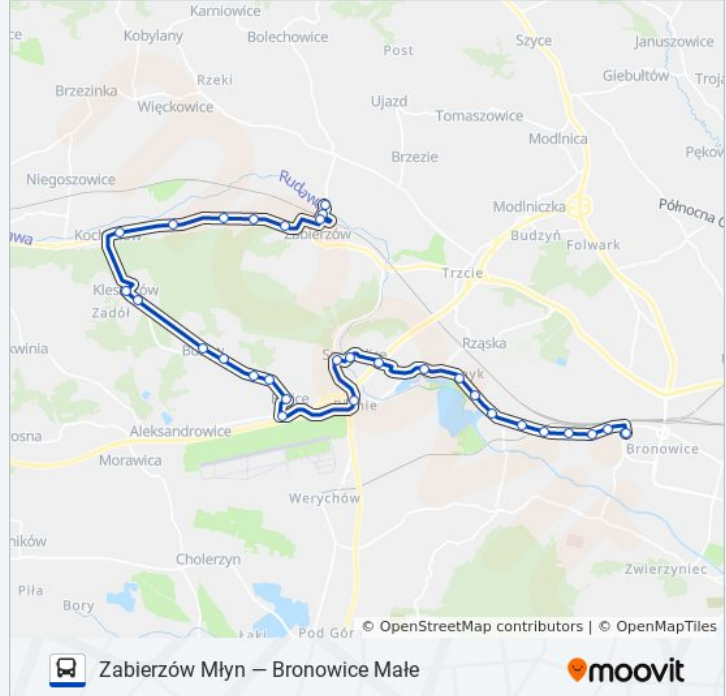 Karniowice
Kobylany
Bolechowice
Szyce
Januszowice
Post
Giebułtów
Brzezinka
Rzeki
Więckowice
Ujazd
Tomaszowice
Modlnica
Brzezie
Niegoszowice
Rudawa
Modlniczka
Północna
Zabierzów
Budzyń
Folwark
Trzcie
Zadół
Rząska
Aleksandrowice
Morawica
Bronowice
Werychów
Cholerzyn
Zwierzyniec
Piła
Bory
Pod Gór
© OpenStreetMap contributors | © OpenMapTiles
Zabierzów Młyn — Bronowice Małe
moovit